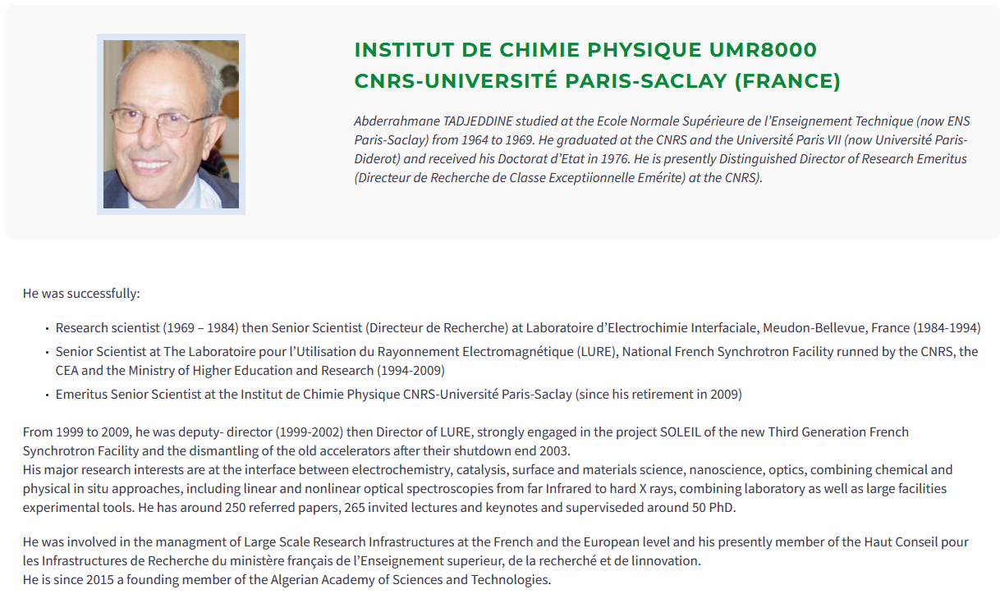 INSTITUT DE CHIMIE PHYSIQUE UMR8000
CNRS-UNIVERSITÉ PARIS-SACLAY (FRANCE)
Abderrahmane TADJEDDINE studied at the Ecole Normale Supérieure de l'Enseignement Technique (now ENS
Paris-Saclay) from 1964 to 1969. He graduated at the CNRS and the Université Paris VII (now Université Paris-
Diderot) and received his Doctorat d'Etat in 1976. He is presently Distinguished Director of Research Emeritus
(Directeur de Recherche de Classe Exceptiionnelle Emérite) at the CNRS).
He was successfully:
• Research scientist (1969 – 1984) then Senior Scientist (Directeur de Recherche) at Laboratoire d'Electrochimie Interfaciale, Meudon-Bellevue, France (1984-1994)
• Senior Scientist at The Laboratoire pour l'Utilisation du Rayonnement Electromagnétique (LURE), National French Synchrotron Facility runned by the CNRS, the
CEA and the Ministry of Higher Education and Research (1994-2009)
• Emeritus Senior Scientist at the Institut de Chimie Physique CNRS-Université Paris-Saclay (since his retirement in 2009)
From 1999 to 2009, he was deputy- director (1999-2002) then Director of LURE, strongly engaged in the project SOLEIL of the new Third Generation French
Synchrotron Facility and the dismantling of the old accelerators after their shutdown end 2003.
His major research interests are at the interface between electrochemistry, catalysis, surface and materials science, nanoscience, optics, combining chemical and
physical in situ approaches, including linear and nonlinear optical spectroscopies from far Infrared to hard X rays, combining laboratory as well as large facilities
experimental tools. He has around 250 referred papers, 265 invited lectures and keynotes and superviseded around 50 PhD.
He was involved in the managment of Large Scale Research Infrastructures at the French and the European level and his presently member of the Haut Conseil pour
les Infrastructures de Recherche du ministère français de l'Enseignement superieur, de la recherché et de linnovation.
He is since 2015 a founding member of the Algerian Academy of Sciences and Technologies.